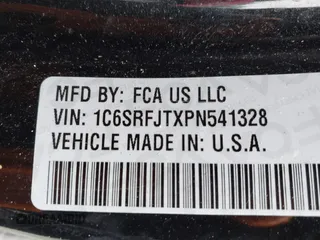 MFD BY: FCA US LLC
VIN: 1C6SRFJTXPN541328
VEHICLE MADE IN: U.S.A.